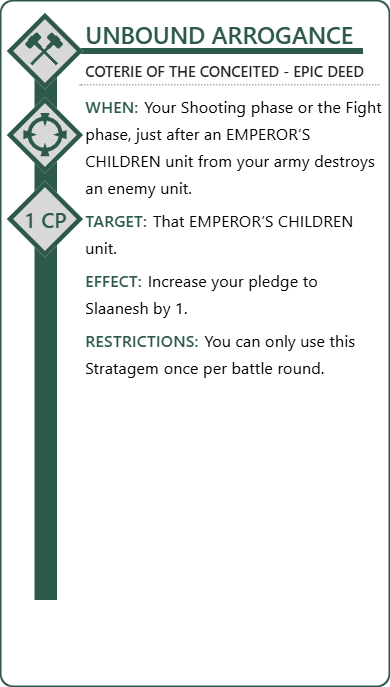 UNBOUND ARROGANCE
COTERIE OF THE CONCEITED - EPIC DEED
WHEN: Your Shooting phase or the Fight
phase, just after an EMPEROR’S
CHILDREN unit from your army destroys
an enemy unit.
1 CP
TARGET: That EMPEROR’S CHILDREN
unit.
EFFECT: Increase your pledge to
Slaanesh by 1.
RESTRICTIONS: You can only use this
Stratagem once per battle round.